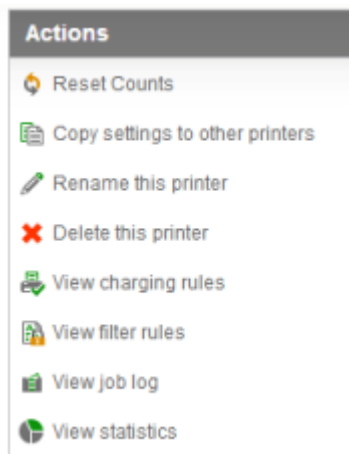 Actions
Reset Counts
Copy settings to other printers
Rename this printer
Delete this printer
View charging rules
View filter rules
View job log
View statistics